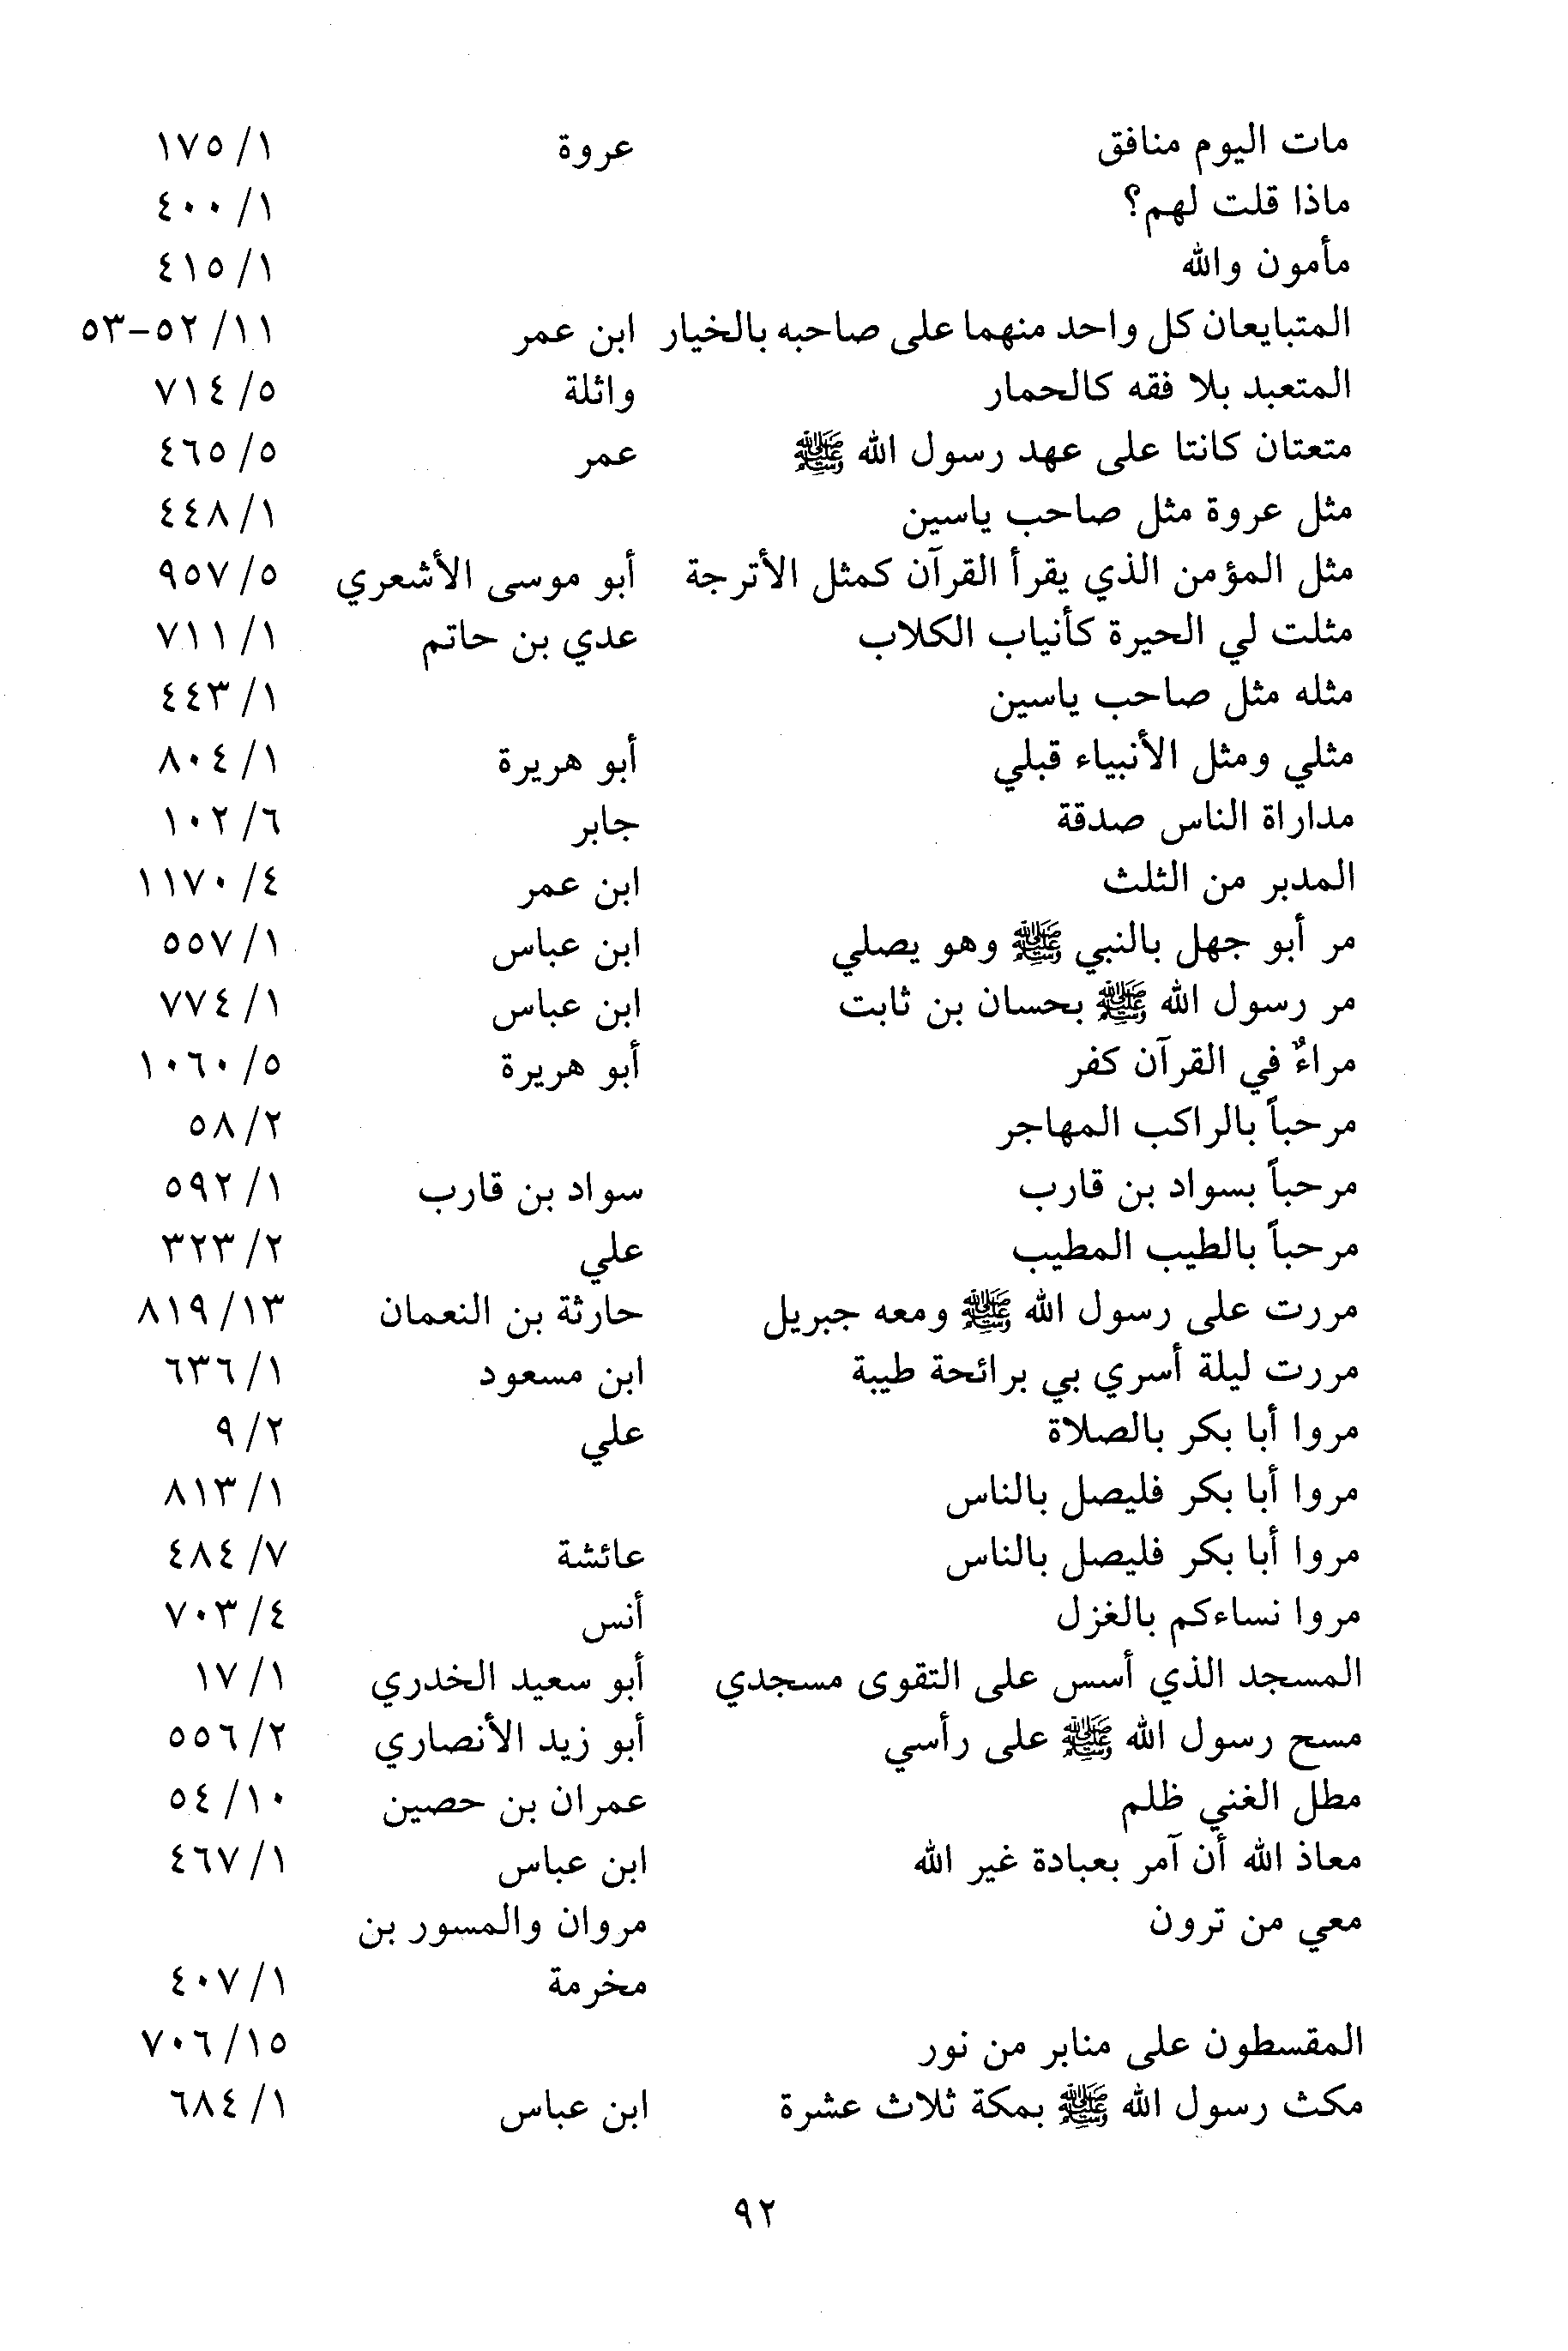 مات اليوم منافق عروة ١/ ١٧٥
ماذا قلت لهم؟ ١/ ٤٠٠
مأمون والله ١/ ٤١٥
المتبايعان كل واحد منهما على صاحبه بالخيار ابن عمر ١١/ ٥٢-٥٣
المتعبد بلا فقه كالحمار واثلة ٥/ ٧١٤
متعتان كانتا على عهد رسول الله ﷺ عمر ٥/ ٤٦٥
مثل عروة مثل صاحب ياسين ١/ ٤٤٨
مثل المؤمن الذي يقرأ القرآن كمثل الأترجة أبو موسى الأشعري ٥/ ٩٥٧
مثلت لي الحيرة كأنياب الكلاب عدي بن حاتم ١/ ٧١١
مثله مثل صاحب ياسين ١/ ٤٤٣
مثلي ومثل الأنبياء قبلي أبو هريرة ١/ ٨٠٤
مداراة الناس صدقة جابر ٦/ ١٠٢
المدبر من الثلث ابن عمر ٤/ ١١٧٠
مر أبو جهل بالنبي ﷺ وهو يصلي ابن عباس ١/ ٥٥٧
مر رسول الله ﷺ بحسان بن ثابت ابن عباس ١/ ٧٧٤
مراءٌ في القرآن كفر أبو هريرة ٥/ ١٠٦٠
مرحباً بالراكب المهاجر ٢/ ٥٨
مرحباً بسواد بن قارب سواد بن قارب ١/ ٥٩٢
مرحباً بالطيب المطيب علي ٢/ ٣٢٣
مررت على رسول الله ﷺ ومعه جبريل حارثة بن النعمان ١٣/ ٨١٩
مررت ليلة أسري بي برائحة طيبة ابن مسعود ١/ ٦٣٦
مروا أبا بكر بالصلاة علي ٢/ ٩
مروا أبا بكر فليصل بالناس ١/ ٨١٣
مروا أبا بكر فليصل بالناس عائشة ٧/ ٤٨٤
مروا نساءكم بالغزل أنس ٤/ ٧٠٣
المسجد الذي أسس على التقوى مسجدي أبو سعيد الخدري ١/ ١٧
مسح رسول الله ﷺ على رأسي أبو زيد الأنصاري ٢/ ٥٥٦
مطل الغني ظلم عمران بن حصين ١٠/ ٥٤
معاذ الله أن آمر بعبادة غير الله ابن عباس ١/ ٤٦٧
معي من ترون مروان والمسور بن
مخرمة ١/ ٤٠٧
المقسطون على منابر من نور ١٥/ ٧٠٦
مكث رسول الله ﷺ بمكة ثلاث عشرة ابن عباس ١/ ٦٨٤
٩٢